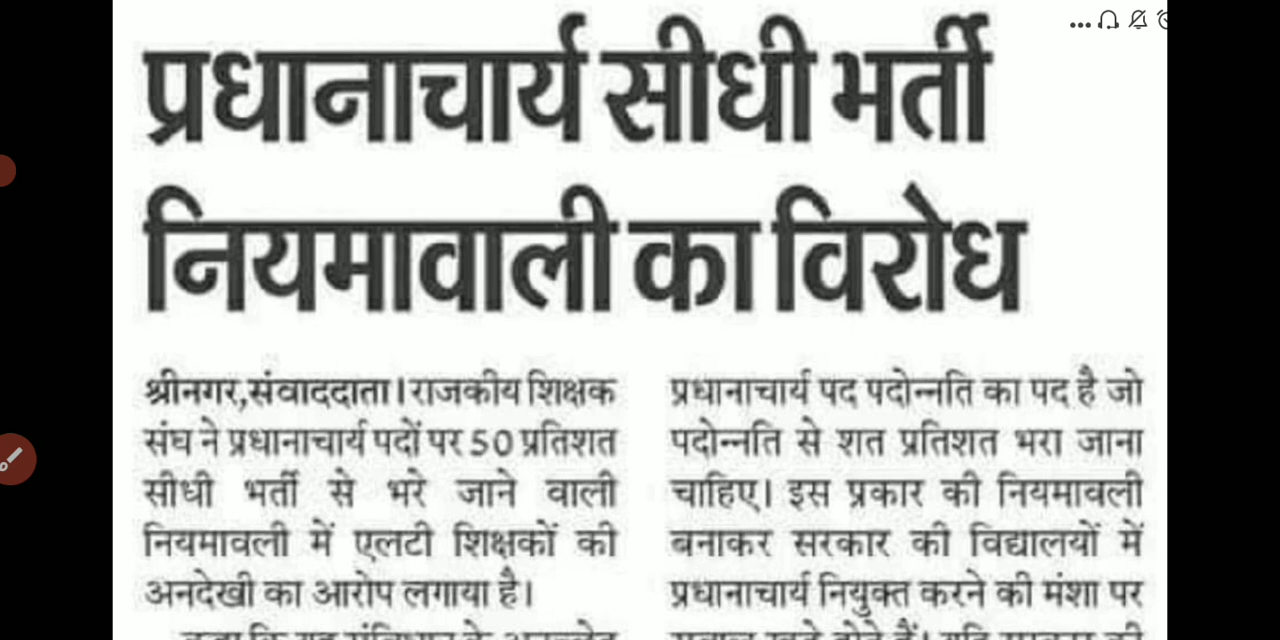 प्रधानाचार्य सीधी भर्ती
नियमावली का विरोध
श्रीनगर,संवाददाता।राजकीय शिक्षक
संघ ने प्रधानाचार्य पदों पर 50 प्रतिशत
सीधी भर्ती से भरे जाने वाली
नियमावली में एलटी शिक्षकों की
अनदेखी का आरोप लगाया है।
प्रधानाचार्य पद पदोन्नति का पद है जो
पदोन्नति से शत प्रतिशत भरा जाना
चाहिए। इस प्रकार की नियमावली
बनाकर सरकार की विद्यालयों में
प्रधानाचार्य नियुक्त करने की मंशा पर